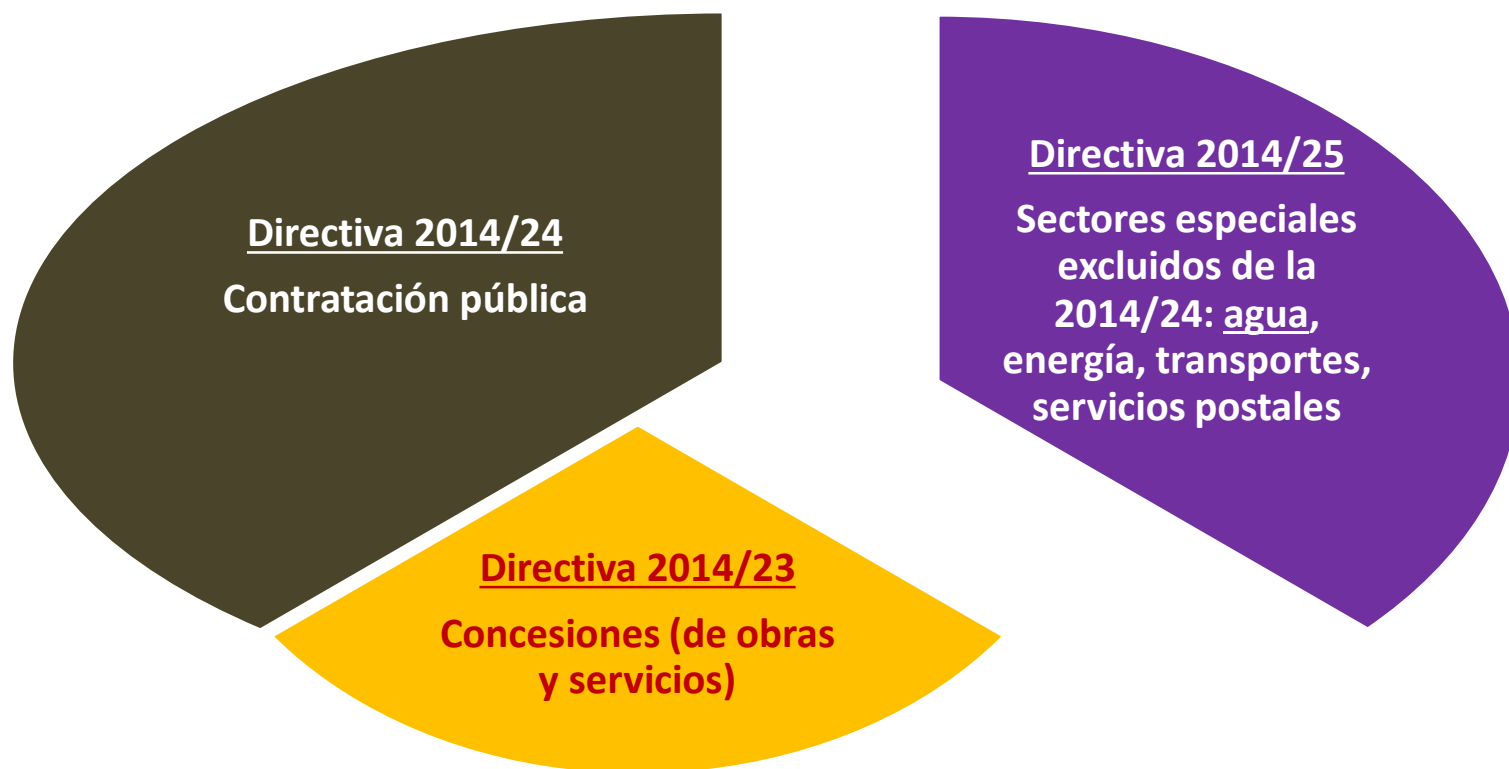 Directiva 2014/24
Contratación pública
Directiva 2014/25
Sectores especiales
excluidos de la
2014/24: agua,
energía, transportes,
servicios postales
Directiva 2014/23
Concesiones (de obras
y servicios)